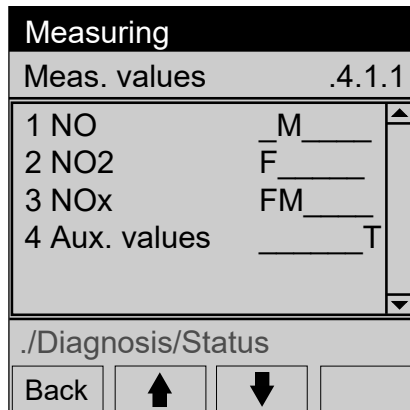 Measuring
Meas. values .4.1.1
1 NO _M____
2 NO2 F_____
3 NOx FM____
4 Aux. values ______T
./Diagnosis/Status
Back